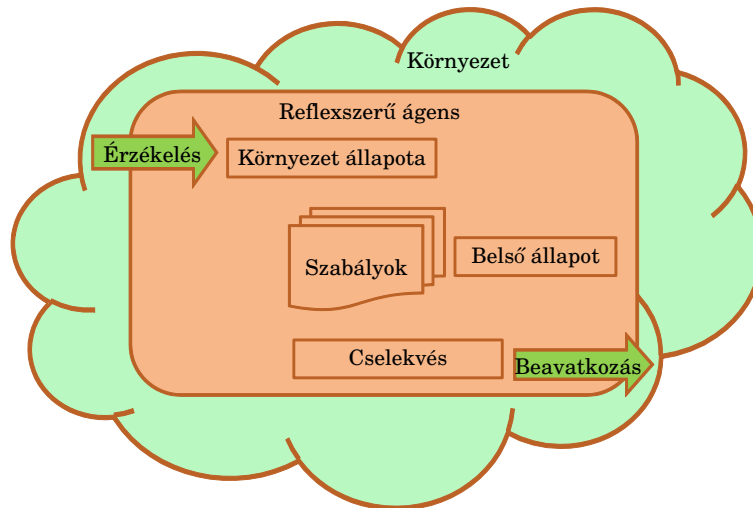 Környezet
Reflexszerű ágens
Érzékelés
Környezet állapota
Szabályok
Belső állapot
Cselekvés
Beavatkozás